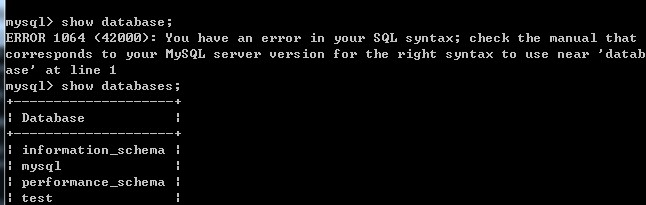 mysql> show database;
ERROR 1064 (42000): You have an error in your SQL syntax; check the manual that
corresponds to your MySQL server version for the right syntax to use near 'datab
ase' at line 1
mysql> show databases;
+--------------------+
| Database           |
+--------------------+
| information_schema |
| mysql              |
| performance_schema |
| test               |